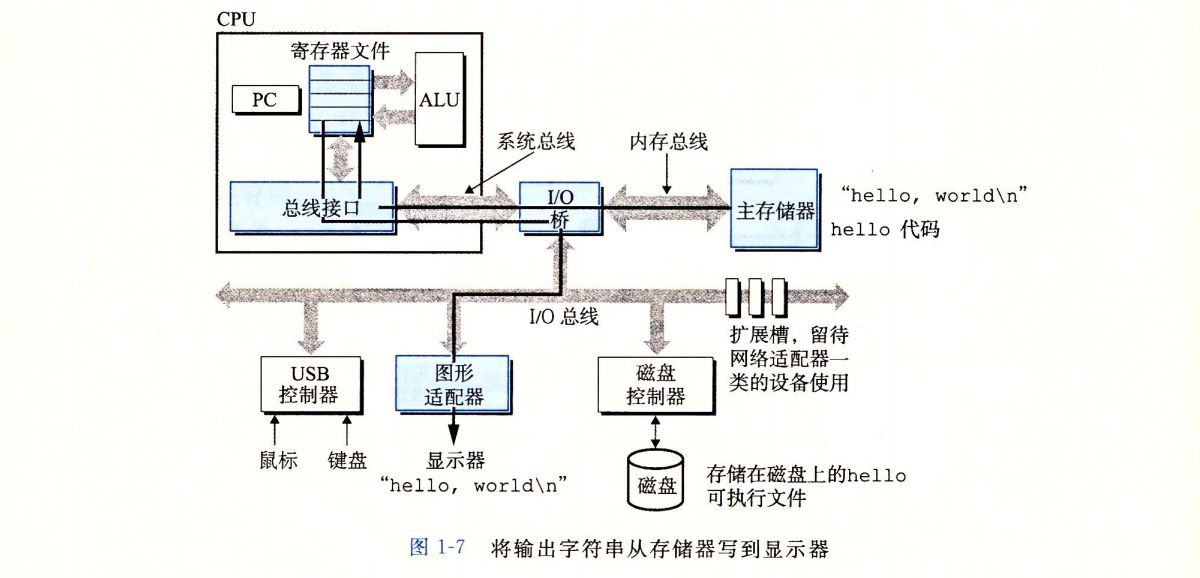 CPU
寄存器文件
PC
ALU
系统总线
内存总线
总线接口
I/O
桥
主存储器
“hello, world\n”
hello 代码
I/O 总线
扩展槽，留待
网络适配器一
类的设备使用
USB
控制器
图形
适配器
磁盘
控制器
鼠标
键盘
显示器
“hello, world\n”
磁盘
存储在磁盘上的hello
可执行文件
图 1-7 将输出字符串从存储器写到显示器